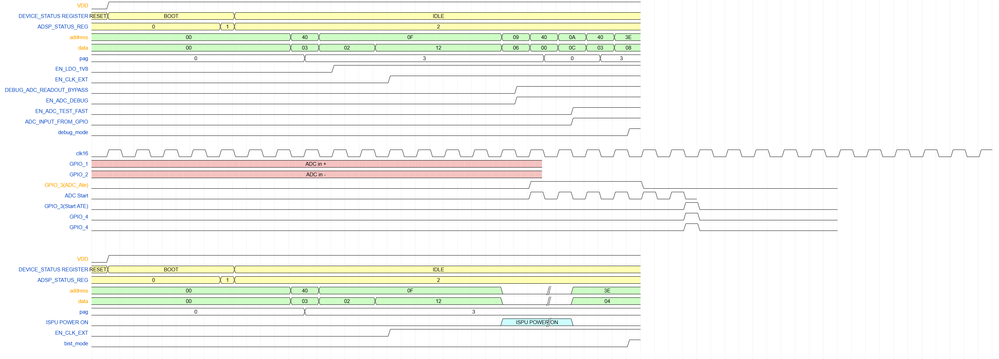 VDD
DEVICE_STATUS REGISTER RESET BOOT IDLE
ADSP_STATUS_REG 0 1 2
address 00 40 0F 09 40 0A 40 3E
data 00 03 02 12 06 00 0C 03 08
pag 0 3 0 3
EN_LDO_1V8
EN_CLK_EXT
DEBUG_ADC_READOUT_BYPASS
EN_ADC_DEBUG
EN_ADC_TEST_FAST
ADC_INPUT_FROM_GPIO
debug_mode
clk16
GPIO_1 ADC in +
GPIO_2 ADC in -
GPIO_3(ADC_Ate)
ADC Start
GPIO_3(Start ATE)
GPIO_4
GPIO_4
VDD
DEVICE_STATUS REGISTER RESET BOOT IDLE
ADSP_STATUS_REG 0 1 2
address 00 40 0F 3E
data 00 03 02 12 04
pag 0 3
ISPU POWER ON ISPU POWER ON
EN_CLK_EXT
bist_mode